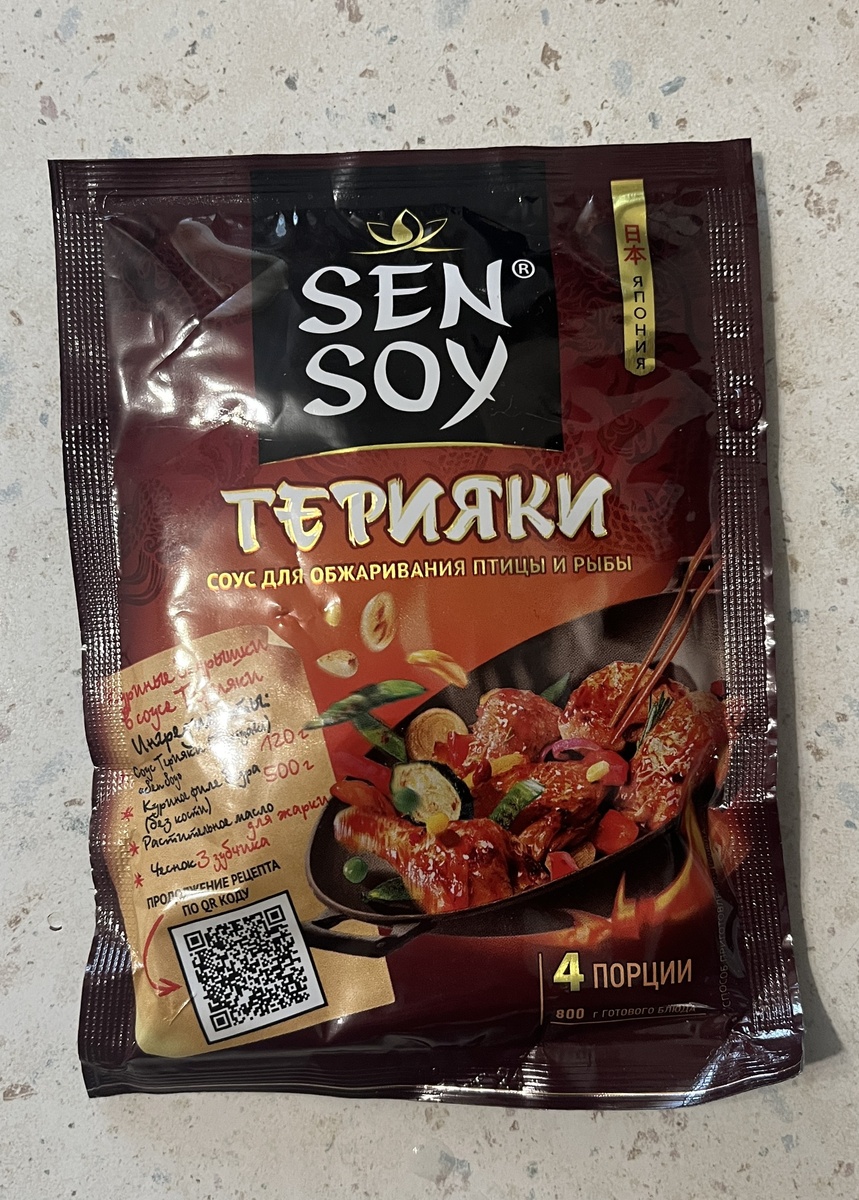 SEN®
SOY
日本
ЯПОНИЯ
ТЕРИЯКИ
СОУС ДЛЯ ОБЖАРИВАНИЯ ПТИЦЫ И РЫБЫ
в соусе Терияки
Соус Терияки 120 г
Куриное филе 500 г
(без кости)
* Растительное масло
для жарки
* Чеснок 3 зубчика
ПРОДОЛЖЕНИЕ РЕЦЕПТА
ПО QR КОДУ
4 ПОРЦИИ
800 г ГОТОВОГО БЛЮДА